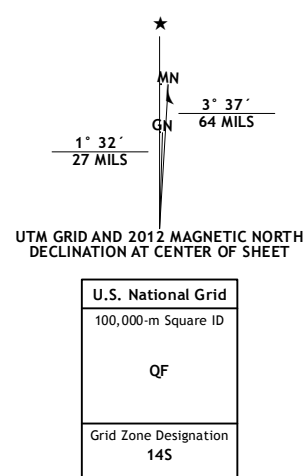 ★
MN
3° 37´
64 MILS
GN
1° 32´
27 MILS
UTM GRID AND 2012 MAGNETIC NORTH
DECLINATION AT CENTER OF SHEET
U.S. National Grid
100,000-m Square ID
QF
Grid Zone Designation
14S